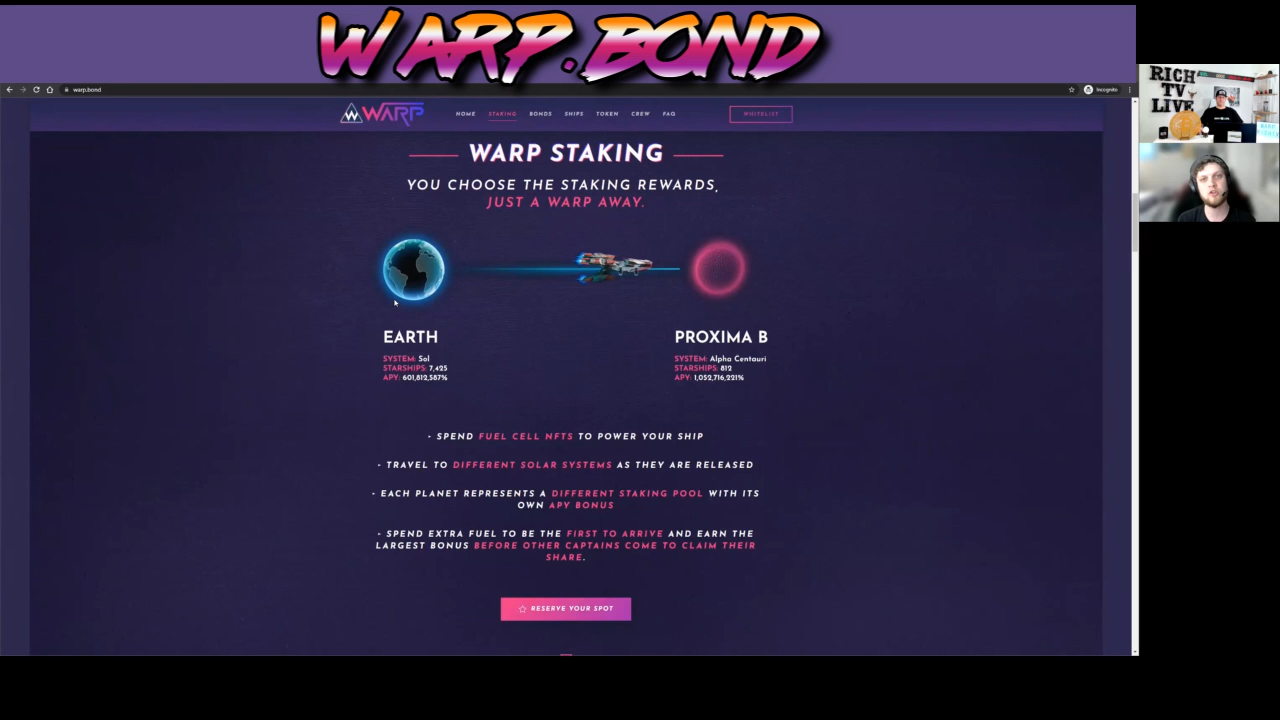 WARP.BOND
warp.bond
Incognito
WARP
HOME STAKING BONDS SHIPS TOKEN CREW FAQ
WHITELIST
WARP STAKING
YOU CHOOSE THE STAKING REWARDS,
JUST A WARP AWAY.
EARTH
SYSTEM: Sol
STARSHIPS: 7,425
APY: 601,812,587%
PROXIMA B
SYSTEM: Alpha Centauri
STARSHIPS: 812
APY: 1,052,716,221%
- SPEND FUEL CELL NFTS TO POWER YOUR SHIP
- TRAVEL TO DIFFERENT SOLAR SYSTEMS AS THEY ARE RELEASED
- EACH PLANET REPRESENTS A DIFFERENT STAKING POOL WITH ITS
OWN APY BONUS
- SPEND EXTRA FUEL TO BE THE FIRST TO ARRIVE AND EARN THE
LARGEST BONUS BEFORE OTHER CAPTAINS COME TO CLAIM THEIR
SHARE.
RESERVE YOUR SPOT
RICH
TV
LIVE